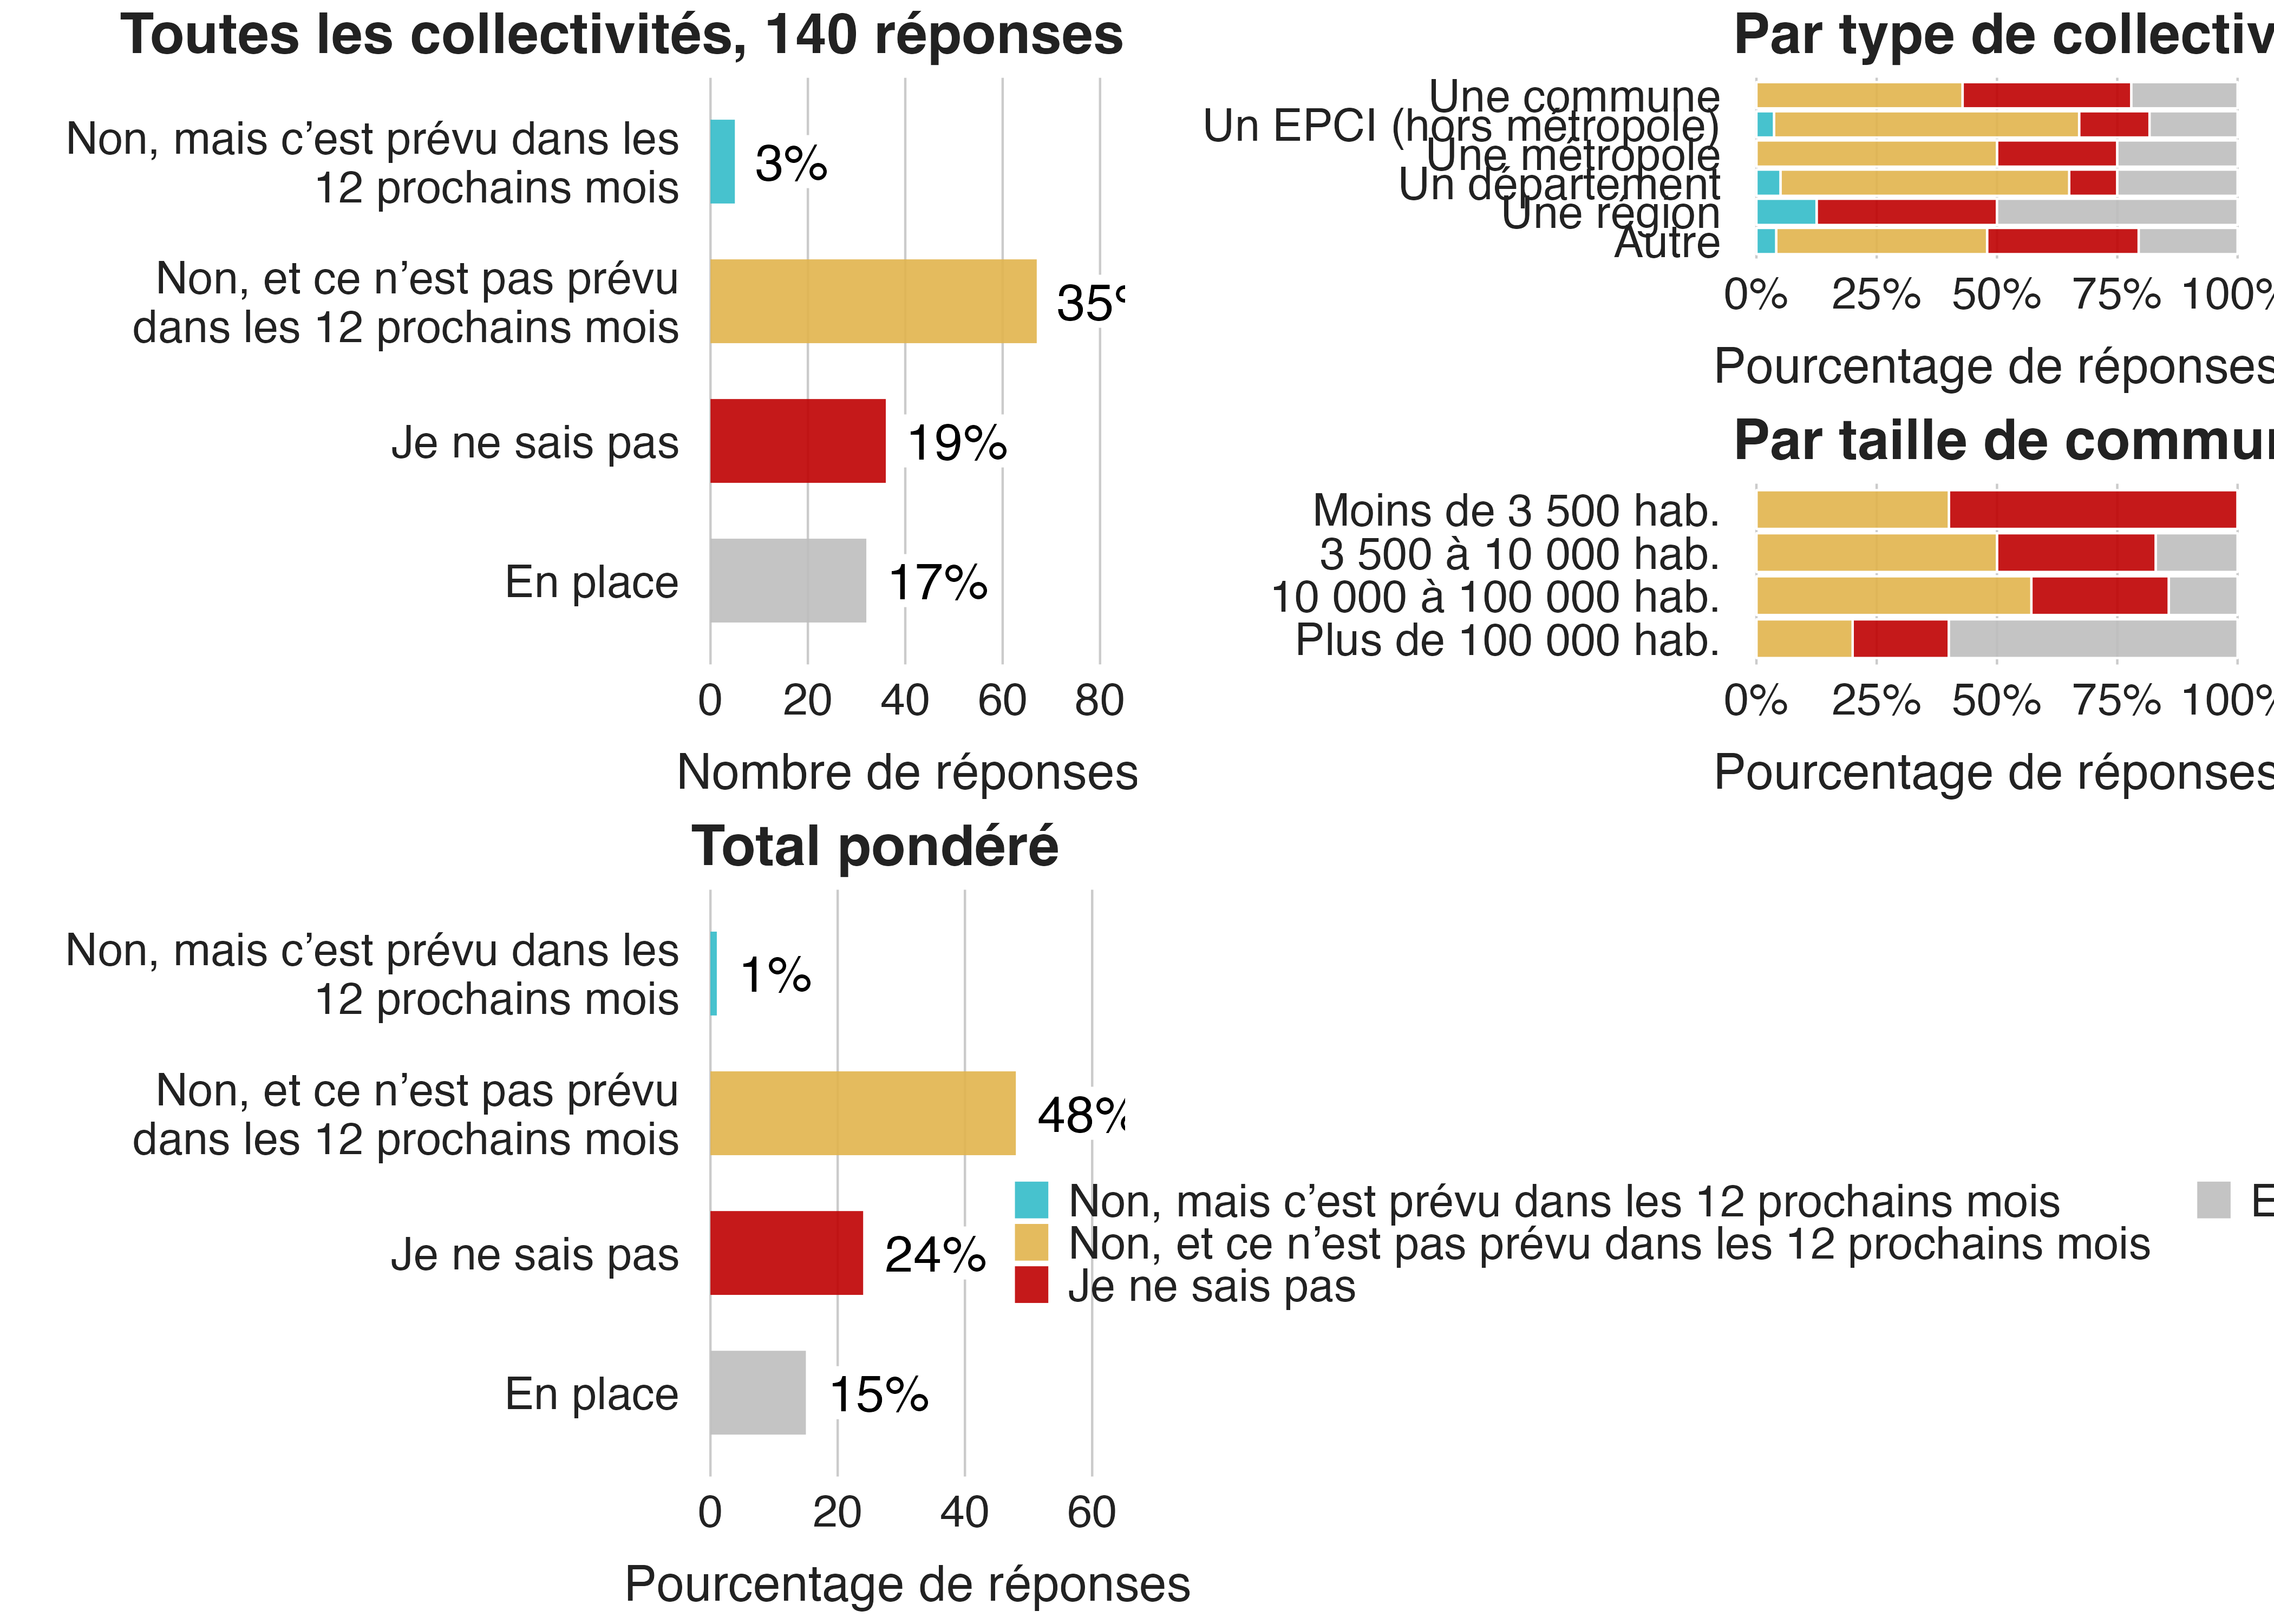 Toutes les collectivités, 140 réponses
Non, mais c’est prévu dans les
12 prochains mois
3%
Non, et ce n’est pas prévu
dans les 12 prochains mois
35%
Je ne sais pas
19%
En place
17%
0 20 40 60 80
Nombre de réponses
Par type de collectiv
Une commune
Un EPCI (hors métropole)
Une métropole
Un département
Une région
Autre
0% 25% 50% 75% 100%
Pourcentage de réponses
Par taille de commun
Moins de 3 500 hab.
3 500 à 10 000 hab.
10 000 à 100 000 hab.
Plus de 100 000 hab.
0% 25% 50% 75% 100%
Pourcentage de réponses
Total pondéré
Non, mais c’est prévu dans les
12 prochains mois
1%
Non, et ce n’est pas prévu
dans les 12 prochains mois
48%
Je ne sais pas
24%
En place
15%
0 20 40 60
Pourcentage de réponses
Non, mais c’est prévu dans les 12 prochains mois
Non, et ce n’est pas prévu dans les 12 prochains mois
Je ne sais pas
E